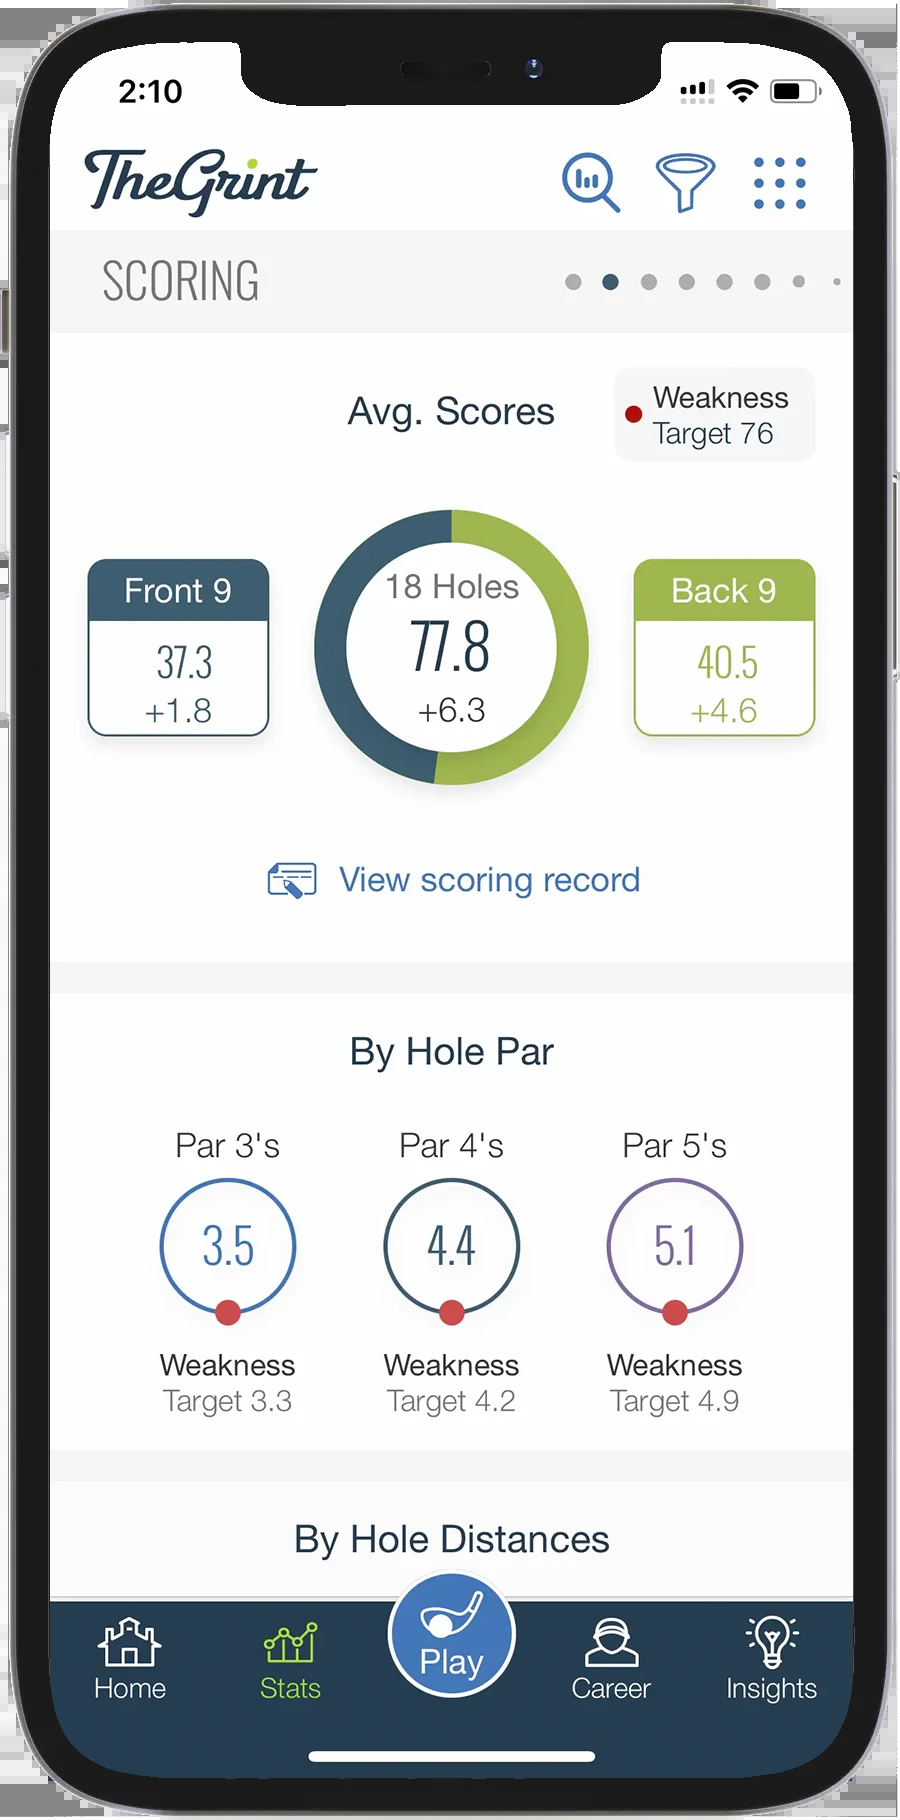 2:10
TheGrint
SCORING
Avg. Scores
Weakness
Target 76
Front 9
37.3
+1.8
18 Holes
77.8
+6.3
Back 9
40.5
+4.6
View scoring record
By Hole Par
Par 3's
Par 4's
Par 5's
3.5
4.4
5.1
Weakness
Weakness
Weakness
Target 3.3
Target 4.2
Target 4.9
By Hole Distances
Home
Stats
Play
Career
Insights